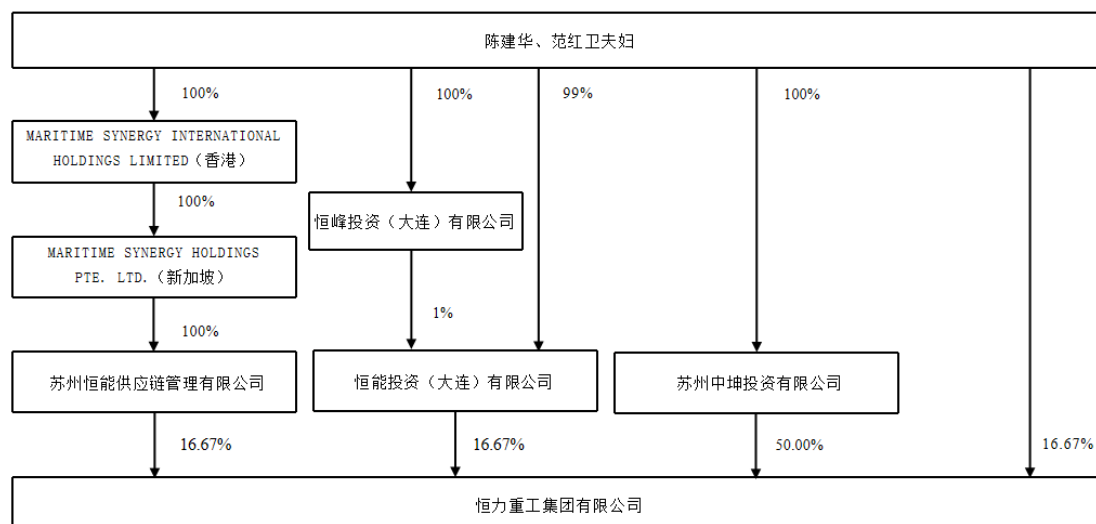 陈建华、范红卫夫妇
100%
100%
99%
100%
MARITIME SYNERGY INTERNATIONAL
HOLDINGS LIMITED（香港）
100%
恒峰投资（大连）有限公司
MARITIME SYNERGY HOLDINGS
PTE. LTD.（新加坡）
100%
1%
苏州恒能供应链管理有限公司
恒能投资（大连）有限公司
苏州中坤投资有限公司
16.67%
16.67%
50.00%
16.67%
恒力重工集团有限公司